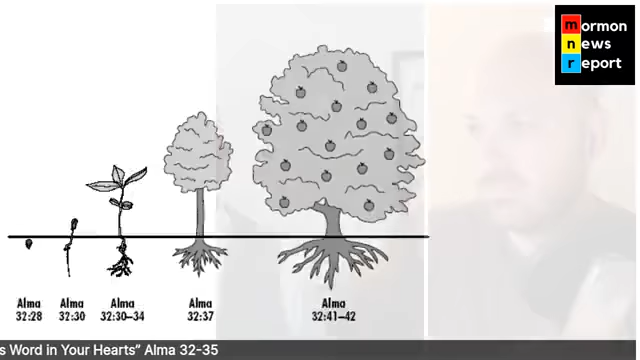 mormon
news
report
Alma
32:28
Alma
32:30
Alma
32:30–34
Alma
32:37
Alma
32:41–42
s Word in Your Hearts” Alma 32-35